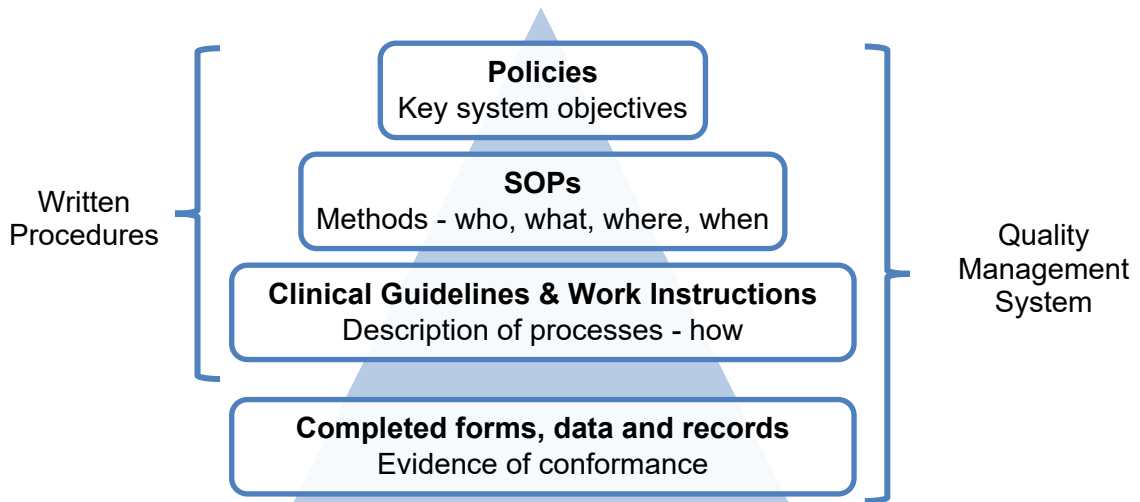 Policies
Key system objectives
SOPs
Methods - who, what, where, when
Written
Procedures
Quality
Management
System
Clinical Guidelines & Work Instructions
Description of processes - how
Completed forms, data and records
Evidence of conformance